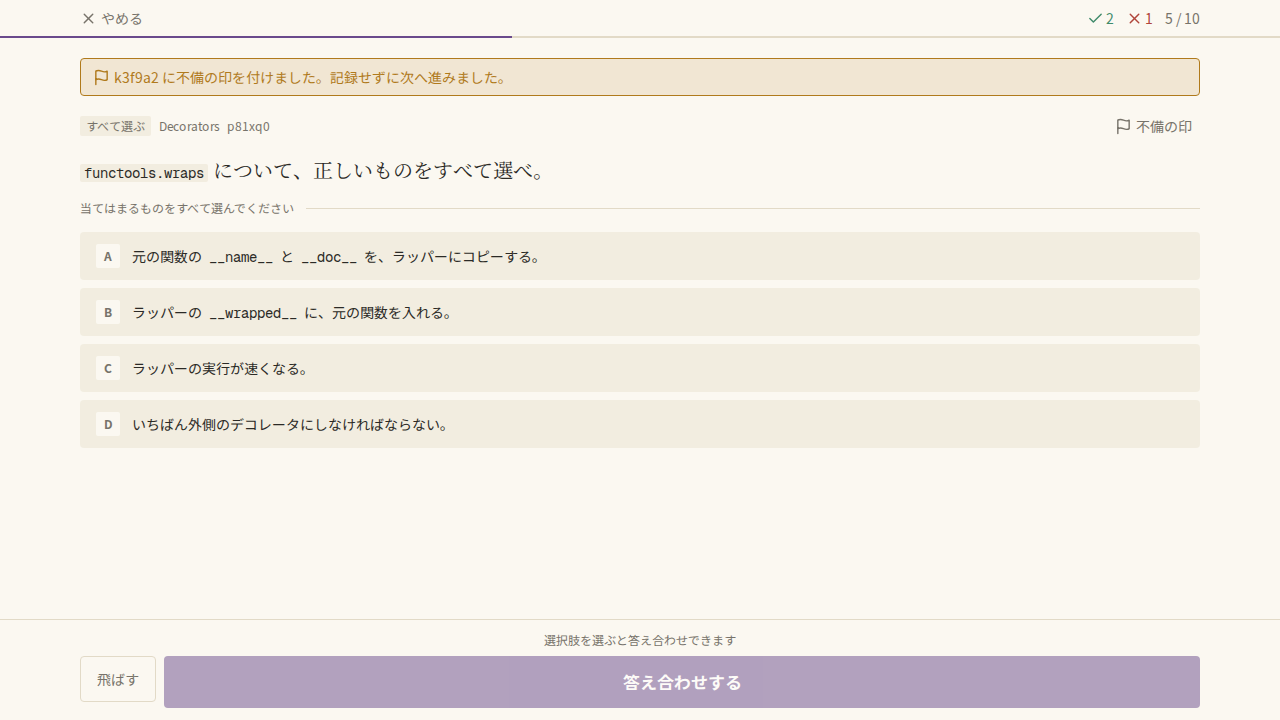 やめる
2 1 5 / 10
k3f9a2 に不備の印を付けました。記録せずに次へ進みました。
すべて選ぶ Decorators p81xq0 不備の印
functools.wraps について、正しいものをすべて選べ。
当てはまるものをすべて選んでください
A 元の関数の __name__ と __doc__ を、ラッパーにコピーする。
B ラッパーの __wrapped__ に、元の関数を入れる。
C ラッパーの実行が速くなる。
D いちばん外側のデコレータにしなければならない。
選択肢を選ぶと答え合わせできます
飛ばす 答え合わせする